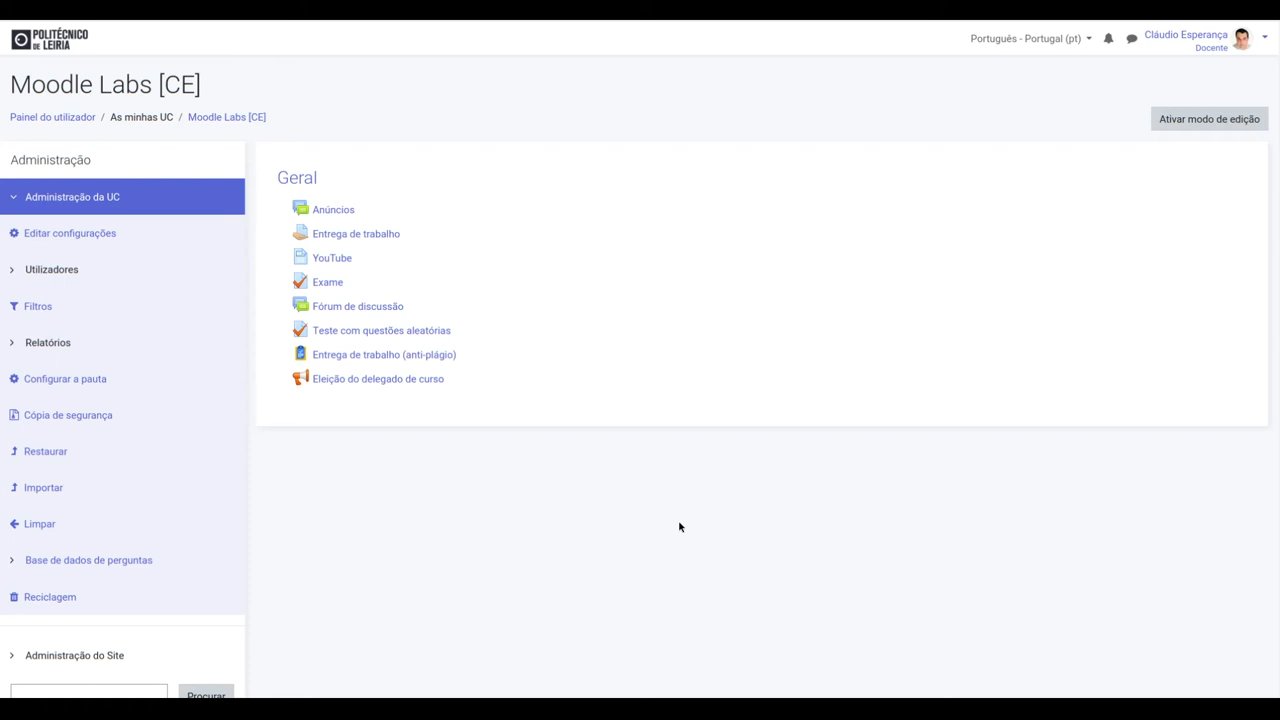 POLITÉCNICO
DE LEIRIA
Português - Portugal (pt)
Cláudio Esperança
Docente
Moodle Labs [CE]
Painel do utilizador / As minhas UC / Moodle Labs [CE]
Ativar modo de edição
Administração
Administração da UC
Editar configurações
Utilizadores
Filtros
Relatórios
Configurar a pauta
Cópia de segurança
Restaurar
Importar
Limpar
Base de dados de perguntas
Reciclagem
Administração do Site
Procurar
Geral
Anúncios
Entrega de trabalho
YouTube
Exame
Fórum de discussão
Teste com questões aleatórias
Entrega de trabalho (anti-plágio)
Eleição do delegado de curso